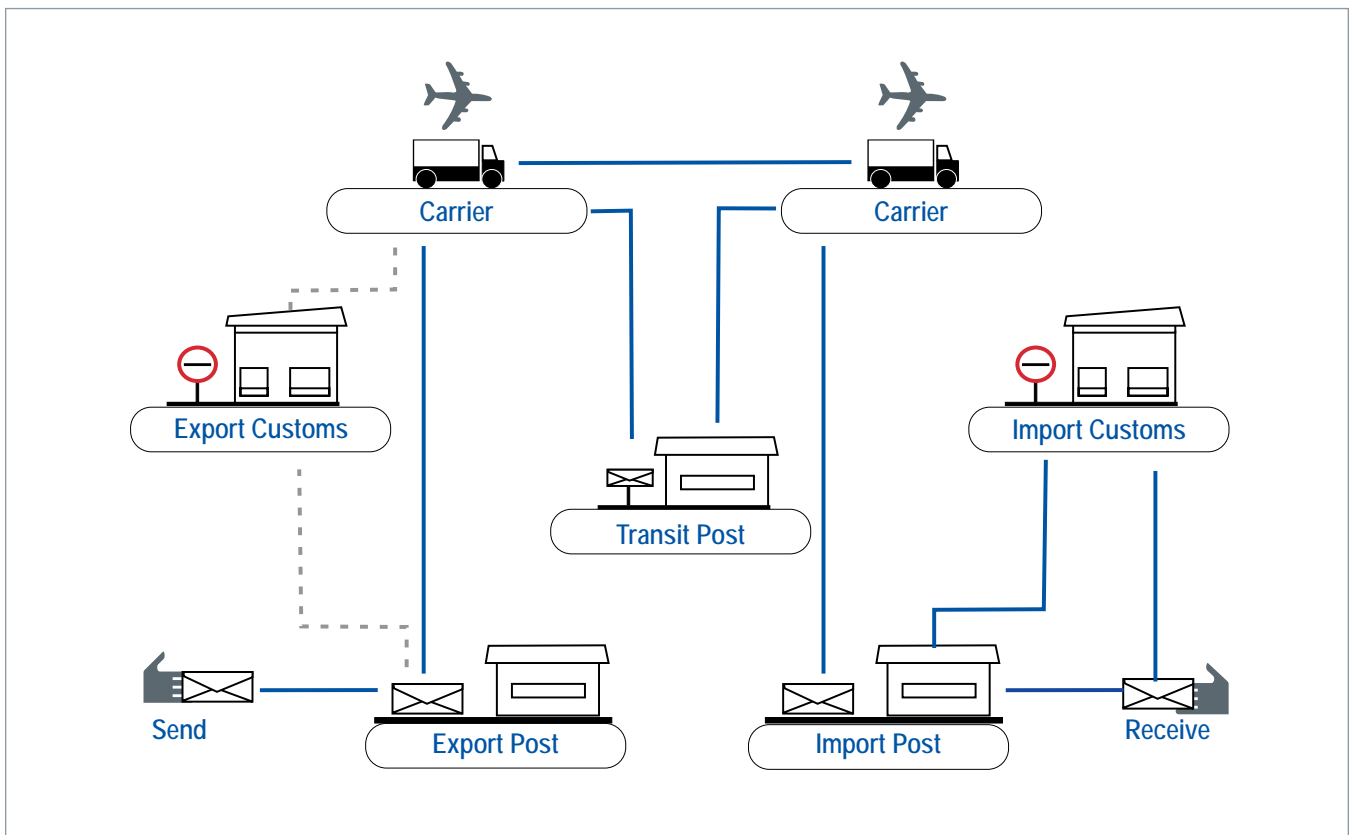 Carrier
Carrier
Export Customs
Import Customs
Transit Post
Send
Export Post
Import Post
Receive